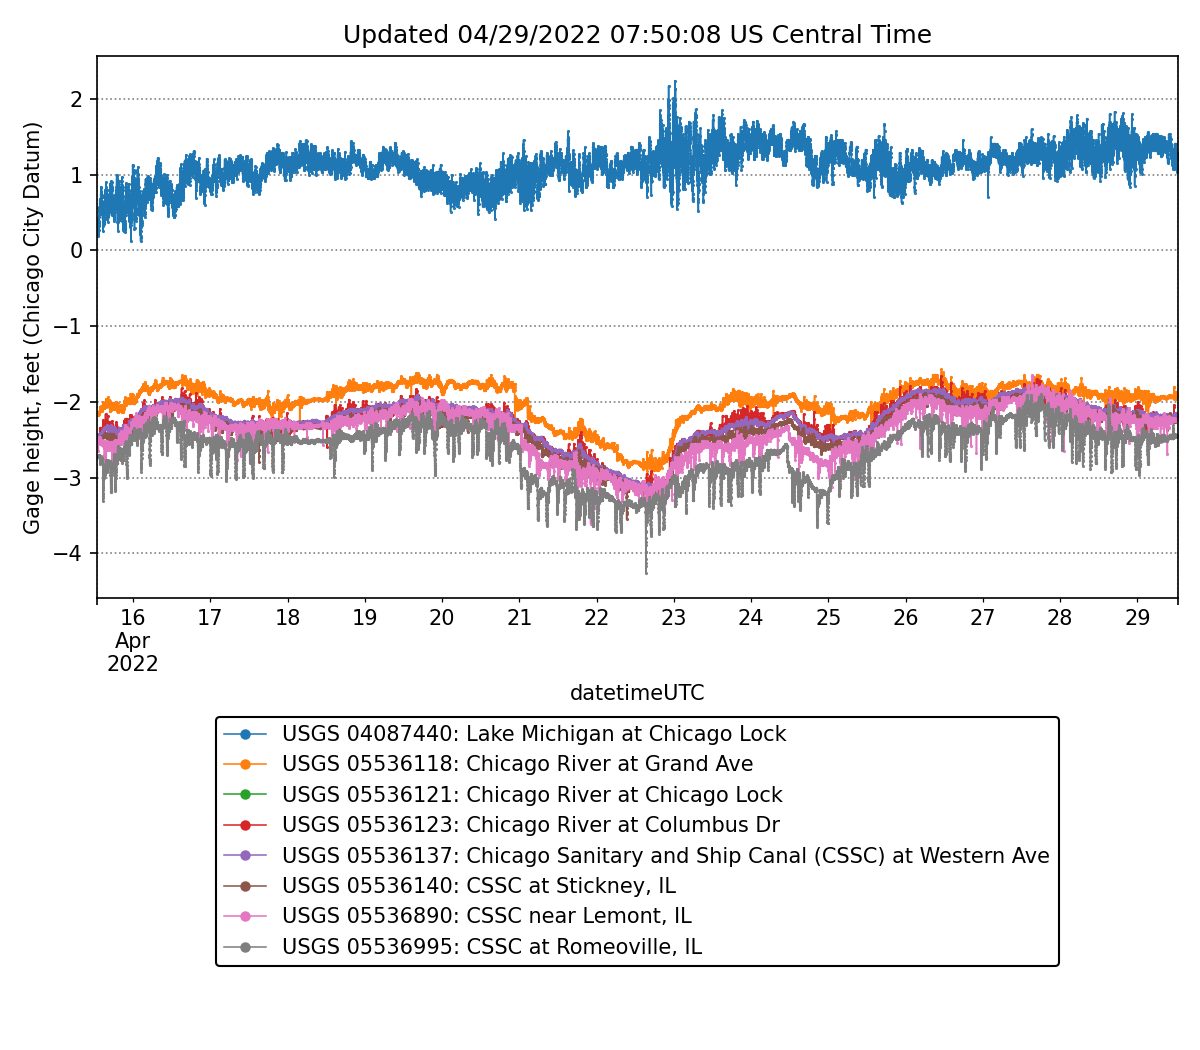 Updated 04/29/2022 07:50:08 US Central Time
Gage height, feet (Chicago City Datum)
2
1
0
−1
−2
−3
−4
16 17 18 19 20 21 22 23 24 25 26 27 28 29
Apr
2022
datetimeUTC
USGS 04087440: Lake Michigan at Chicago Lock
USGS 05536118: Chicago River at Grand Ave
USGS 05536121: Chicago River at Chicago Lock
USGS 05536123: Chicago River at Columbus Dr
USGS 05536137: Chicago Sanitary and Ship Canal (CSSC) at Western Ave
USGS 05536140: CSSC at Stickney, IL
USGS 05536890: CSSC near Lemont, IL
USGS 05536995: CSSC at Romeoville, IL